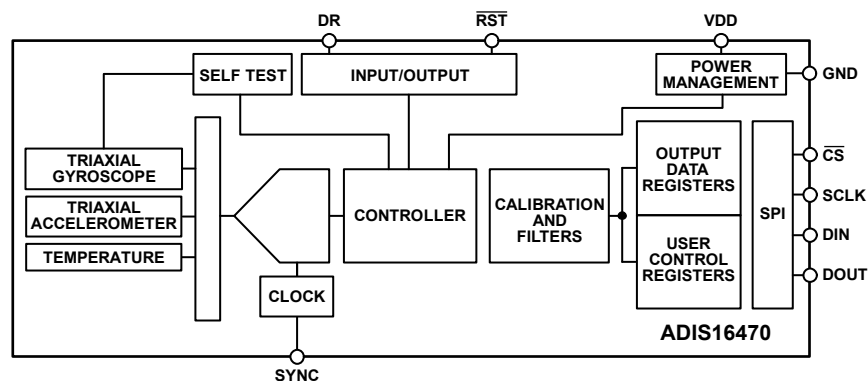 DR
RST
VDD
SELF TEST
INPUT/OUTPUT
POWER
MANAGEMENT
GND
TRIAXIAL
GYROSCOPE
TRIAXIAL
ACCELEROMETER
TEMPERATURE
CONTROLLER
CALIBRATION
AND
FILTERS
OUTPUT
DATA
REGISTERS
USER
CONTROL
REGISTERS
SPI
CS
SCLK
DIN
DOUT
CLOCK
ADIS16470
SYNC